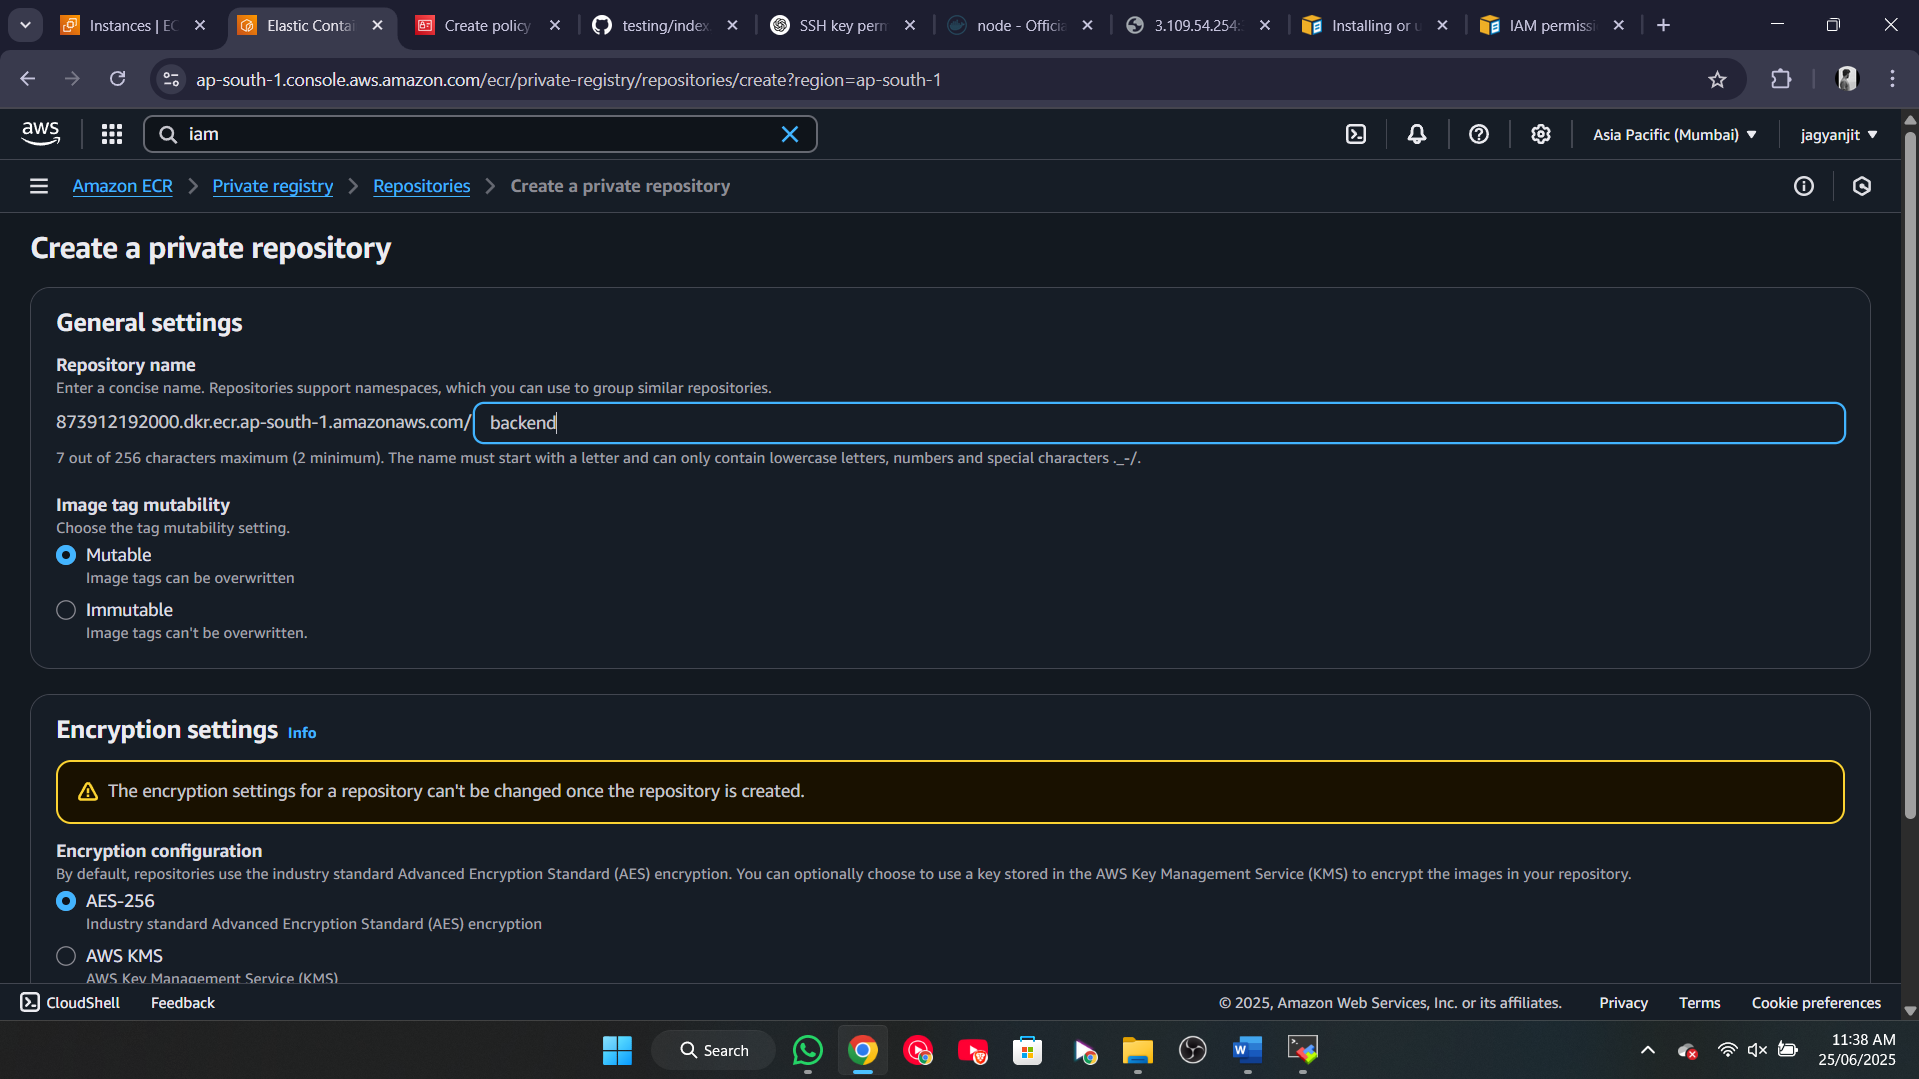 Instances | EC
Elastic Contai
Create policy
testing/index.
SSH key perm
node - Officia
3.109.54.254:
Installing or u
IAM permissi
ap-south-1.console.aws.amazon.com/ecr/private-registry/repositories/create?region=ap-south-1
aws
iam
Asia Pacific (Mumbai)
jagyanjit
Amazon ECR
Private registry
Repositories
Create a private repository
Create a private repository
General settings
Repository name
Enter a concise name. Repositories support namespaces, which you can use to group similar repositories.
873912192000.dkr.ecr.ap-south-1.amazonaws.com/ backend
7 out of 256 characters maximum (2 minimum). The name must start with a letter and can only contain lowercase letters, numbers and special characters ._-/.
Image tag mutability
Choose the tag mutability setting.
Mutable
Image tags can be overwritten
Immutable
Image tags can't be overwritten.
Encryption settings Info
The encryption settings for a repository can't be changed once the repository is created.
Encryption configuration
By default, repositories use the industry standard Advanced Encryption Standard (AES) encryption. You can optionally choose to use a key stored in the AWS Key Management Service (KMS) to encrypt the images in your repository.
AES-256
Industry standard Advanced Encryption Standard (AES) encryption
AWS KMS
AWS Key Management Service (KMS)
CloudShell
Feedback
© 2025, Amazon Web Services, Inc. or its affiliates.
Privacy
Terms
Cookie preferences
Search
11:38 AM
25/06/2025